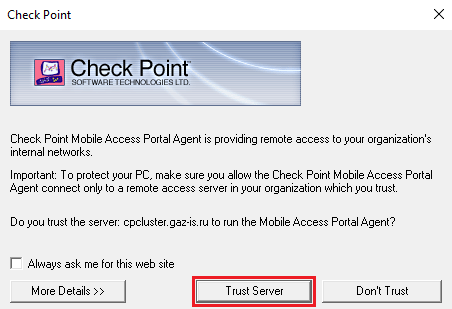 Check Point
Check Point
SOFTWARE TECHNOLOGIES LTD.
Check Point Mobile Access Portal Agent is providing remote access to your organization's
internal networks.
Important: To protect your PC, make sure you allow the Check Point Mobile Access Portal
Agent connect only to a remote access server in your organization which you trust.
Do you trust the server: cpcluster.gaz-is.ru to run the Mobile Access Portal Agent?
Always ask me for this web site
More Details >>
Trust Server
Don't Trust